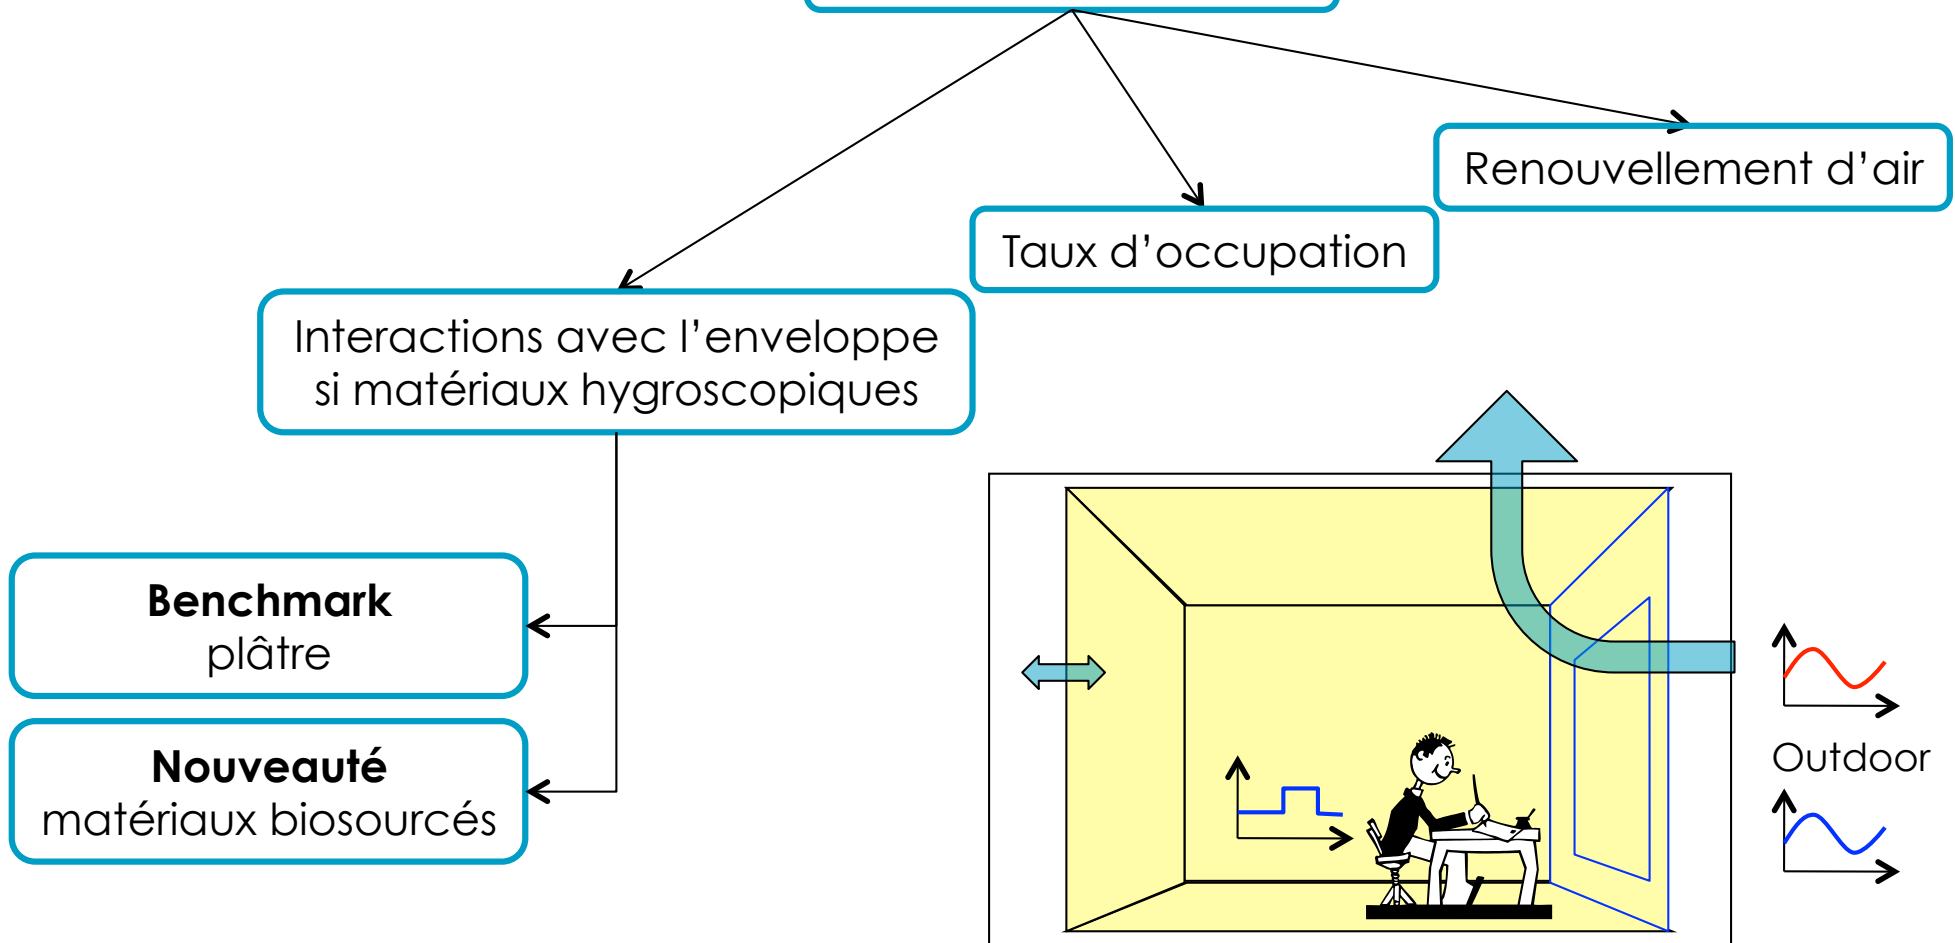 Renouvellement d’air
Taux d’occupation
Interactions avec l’enveloppe
si matériaux hygroscopiques
Benchmark
plâtre
Nouveauté
matériaux biosourcés
Outdoor